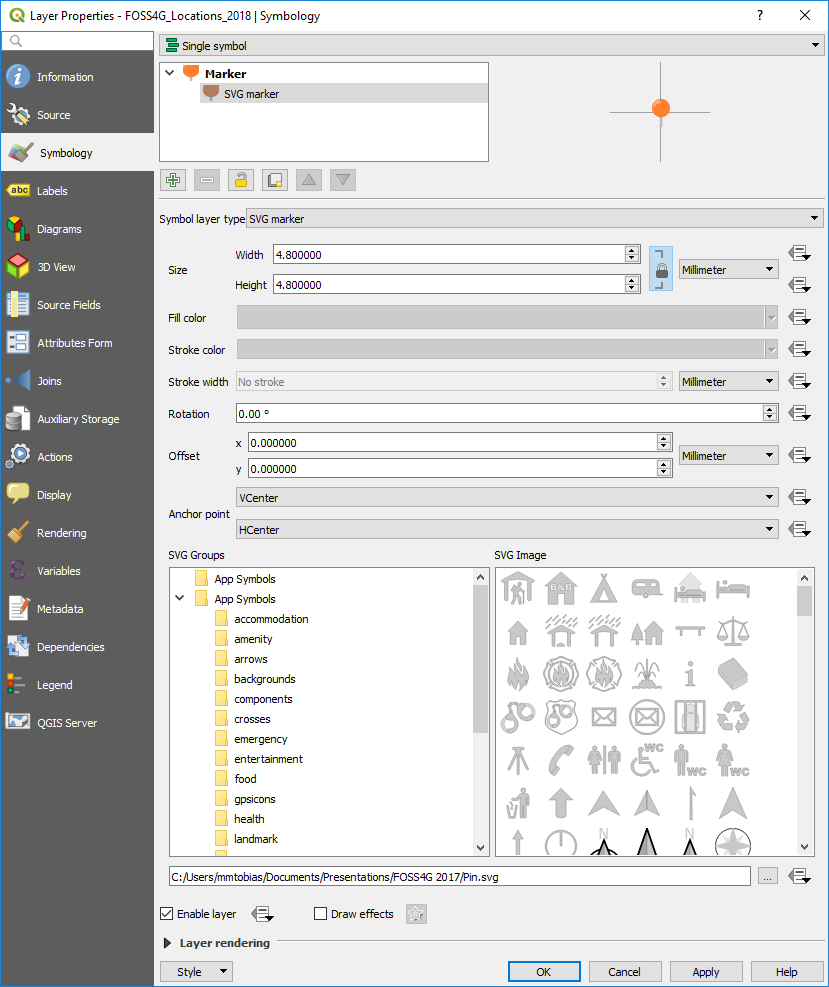 Layer Properties - FOSS4G_Locations_2018 | Symbology
?
Information
Source
Symbology
Labels
abc
Diagrams
3D View
Source Fields
Attributes Form
Joins
Auxiliary Storage
Actions
Display
Rendering
Variables
Metadata
Dependencies
Legend
QGIS Server
Single symbol
Marker
SVG marker
Symbol layer type SVG marker
Size
Width 4.800000
Height 4.800000
Millimeter
Fill color
Stroke color
Stroke width No stroke Millimeter
Rotation 0.00 °
Offset
x 0.000000
y 0.000000
Millimeter
Anchor point
VCenter
HCenter
SVG Groups
App Symbols
App Symbols
accommodation
amenity
arrows
backgrounds
components
crosses
emergency
entertainment
food
gpsicons
health
landmark
SVG Image
B&B
WC
WC
WC
N
N
C:/Users/mmtobias/Documents/Presentations/FOSS4G 2017/Pin.svg
...
Enable layer
Draw effects
Layer rendering
Style
OK
Cancel
Apply
Help